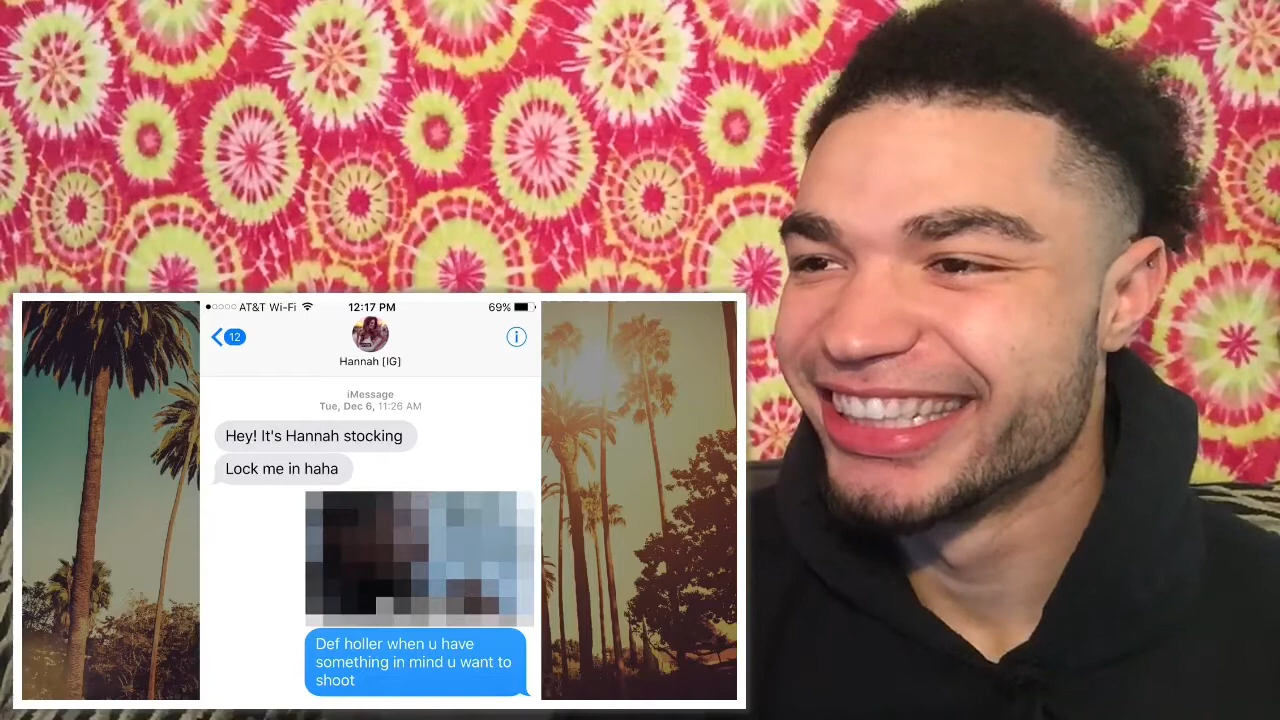 AT&T Wi-Fi 12:17 PM 69%
12
Hannah [IG]
iMessage
Tue, Dec 6, 11:26 AM
Hey! It's Hannah stocking
Lock me in haha
Def holler when u have
something in mind u want to
shoot